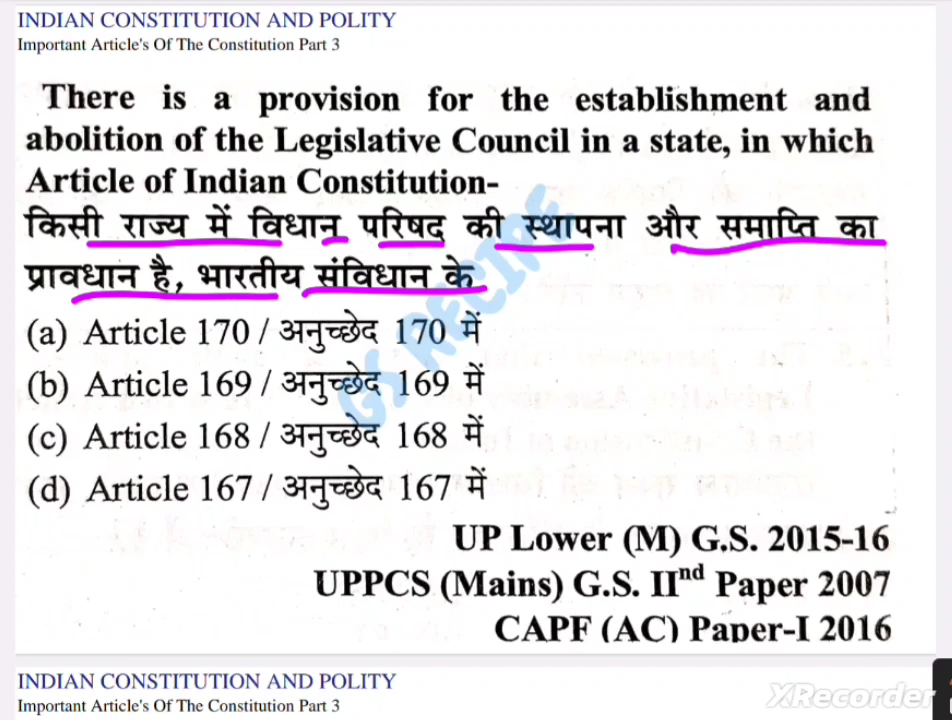 INDIAN CONSTITUTION AND POLITY
Important Article's Of The Constitution Part 3
There is a provision for the establishment and
abolition of the Legislative Council in a state, in which
Article of Indian Constitution-
किसी राज्य में विधान परिषद की स्थापना और समाप्ति का
प्रावधान है, भारतीय संविधान के
(a) Article 170 / अनुच्छेद 170 में
(b) Article 169 / अनुच्छेद 169 में
(c) Article 168 / अनुच्छेद 168 में
(d) Article 167 / अनुच्छेद 167 में
GS RECIPE
UP Lower (M) G.S. 2015-16
UPPCS (Mains) G.S. IInd Paper 2007
CAPF (AC) Paper-I 2016
INDIAN CONSTITUTION AND POLITY
Important Article's Of The Constitution Part 3
XRecorder